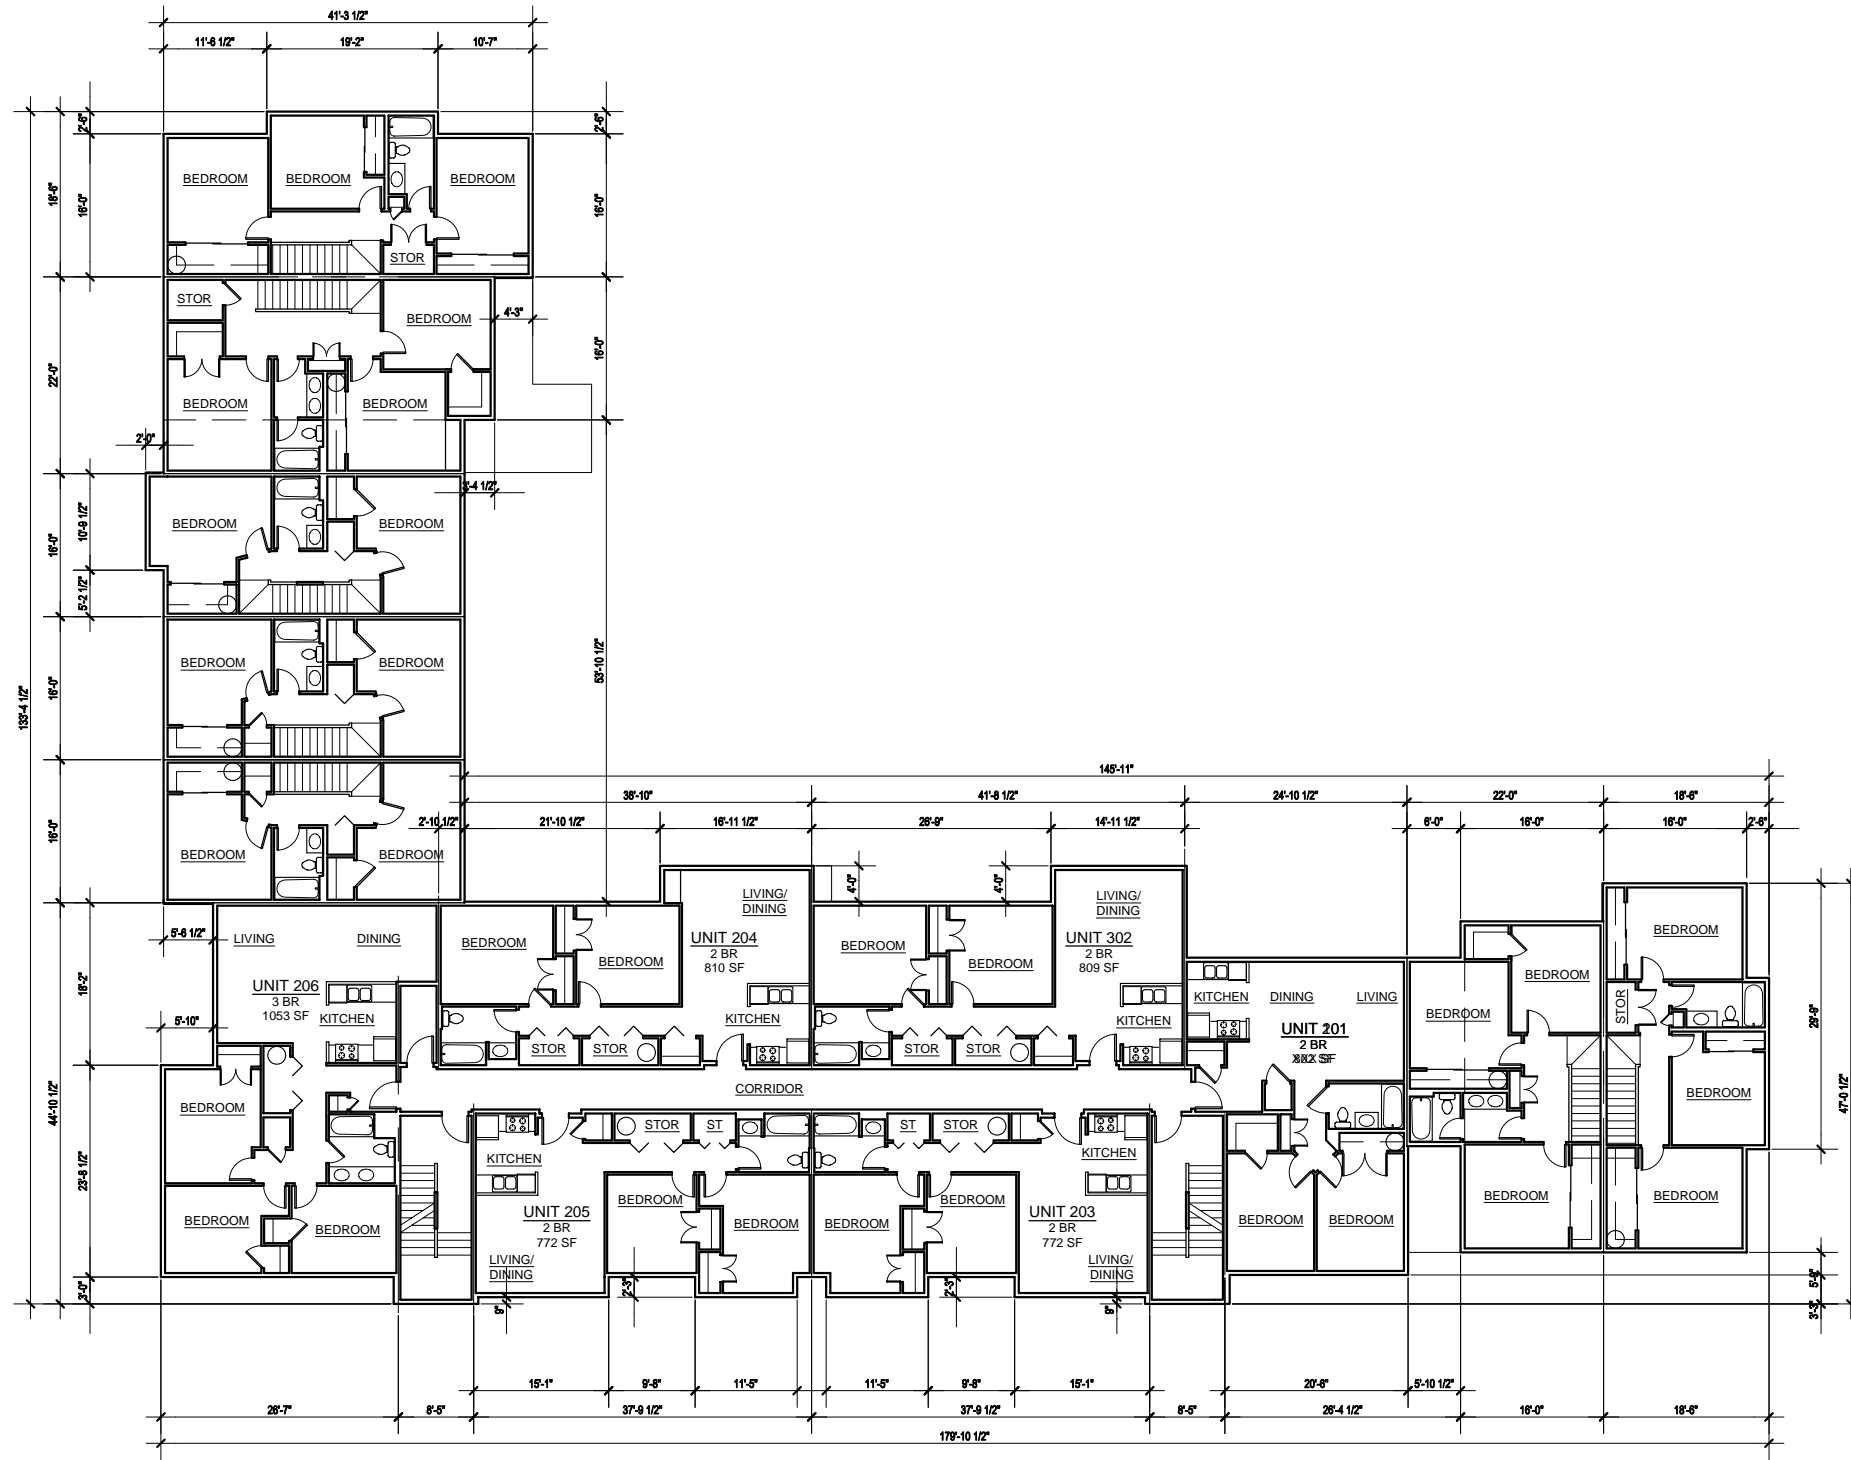 41'-3 1/2"
11'-6 1/2"
19'-2"
10'-7"
2'-6"
2'-6"
18'-6"
16'-0"
16'-0"
BEDROOM
BEDROOM
BEDROOM
STOR
STOR
BEDROOM
4'-3"
22'-0"
16'-0"
BEDROOM
BEDROOM
2'-0"
3'-4 1/2"
133'-4 1/2"
16'-0"
10'-9 1/2"
5'-2 1/2"
BEDROOM
BEDROOM
16'-0"
BEDROOM
BEDROOM
53'-10 1/2"
16'-0"
BEDROOM
BEDROOM
145'-11"
38'-10"
41'-8 1/2"
24'-10 1/2"
22'-0"
18'-6"
2'-10 1/2"
21'-10 1/2"
16'-11 1/2"
26'-9"
14'-11 1/2"
6'-0"
16'-0"
16'-0"
2'-6"
4'-0"
4'-0"
5'-6 1/2"
18'-2"
5'-10"
LIVING
DINING
UNIT 206
3 BR
1053 SF
KITCHEN
BEDROOM
BEDROOM
LIVING/
DINING
UNIT 204
2 BR
810 SF
KITCHEN
STOR
STOR
BEDROOM
BEDROOM
LIVING/
DINING
UNIT 302
2 BR
809 SF
KITCHEN
STOR
STOR
KITCHEN
DINING
LIVING
UNIT 201
2 BR
BEDROOM
BEDROOM
STOR
BEDROOM
BEDROOM
29'-9"
47'-0 1/2"
CORRIDOR
44'-10 1/2"
23'-8 1/2"
3'-0"
BEDROOM
BEDROOM
BEDROOM
KITCHEN
STOR
ST
UNIT 205
2 BR
772 SF
LIVING/
DINING
BEDROOM
BEDROOM
ST
STOR
KITCHEN
BEDROOM
BEDROOM
UNIT 203
2 BR
772 SF
LIVING/
DINING
BEDROOM
BEDROOM
BEDROOM
BEDROOM
9"
2'-3"
2'-3"
9"
3'-3"
15'-1"
9'-8"
11'-5"
11'-5"
9'-8"
15'-1"
20'-6"
5'-10 1/2"
26'-7"
8'-5"
37'-9 1/2"
37'-9 1/2"
8'-5"
26'-4 1/2"
16'-0"
18'-6"
179'-10 1/2"